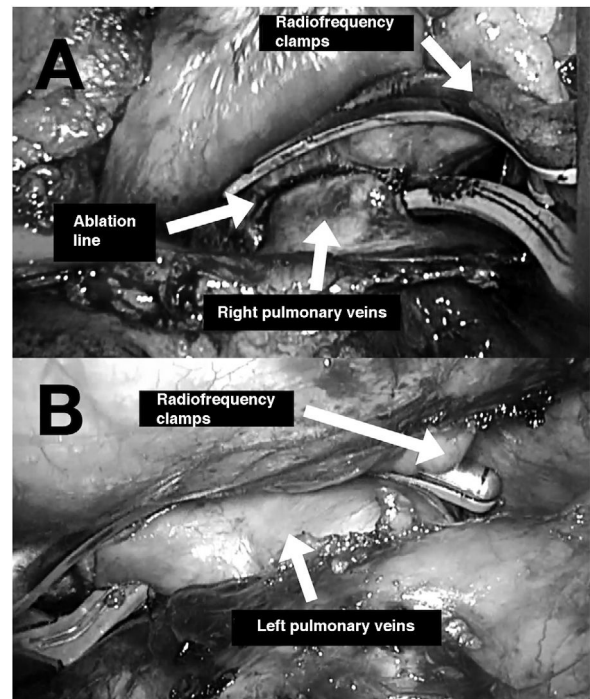 A
Radiofrequency
clamps
Ablation
line
Right pulmonary veins
B
Radiofrequency
clamps
Left pulmonary veins